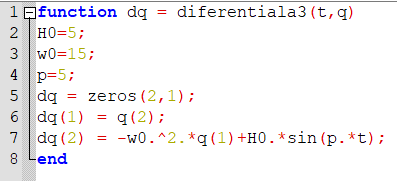 1 function dq = diferentiala3(t,q)
2 H0=5;
3 w0=15;
4 p=5;
5 dq = zeros(2,1);
6 dq(1) = q(2);
7 dq(2) = -w0.^2.*q(1)+H0.*sin(p.*t);
8 end